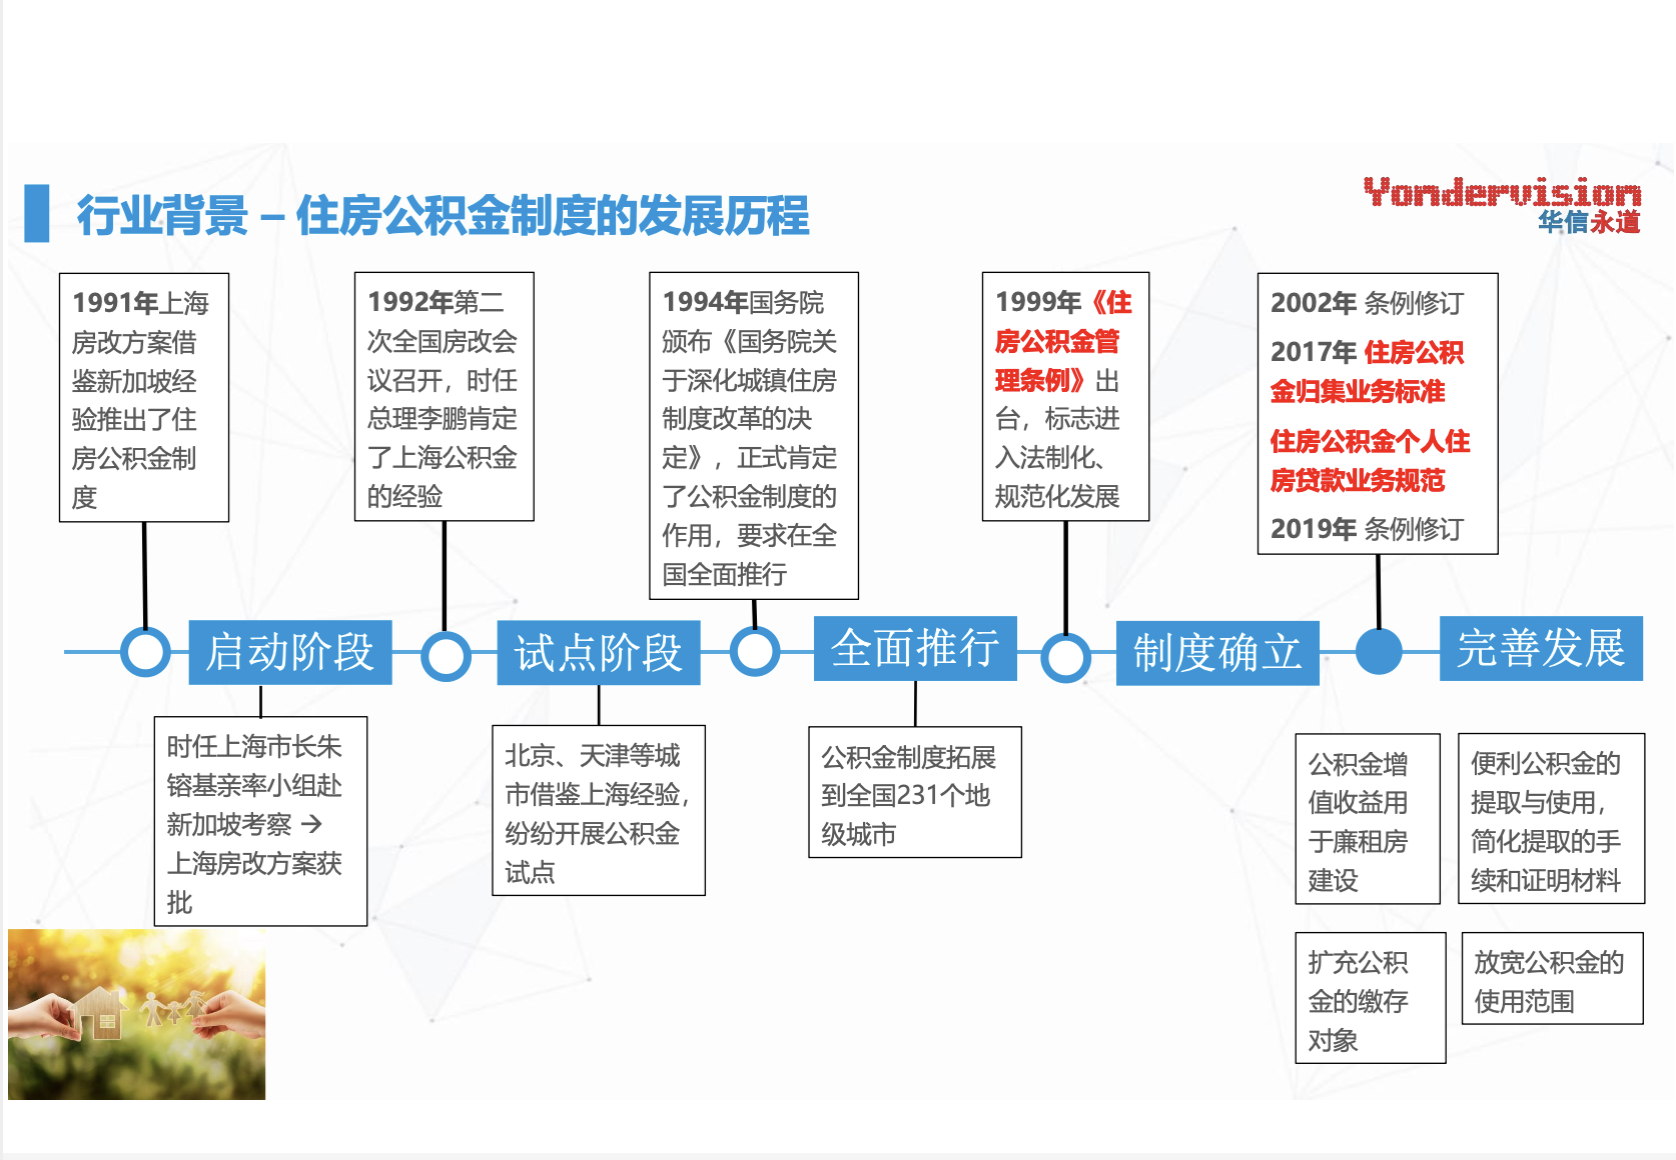 行业背景 – 住房公积金制度的发展历程
Yondervision
华信永道
1991年上海
房改方案借
鉴新加坡经
验推出了住
房公积金制
度
1992年第二
次全国房改会
议召开，时任
总理李鹏肯定
了上海公积金
的经验
1994年国务院
颁布《国务院关
于深化城镇住房
制度改革的决
定》，正式肯定
了公积金制度的
作用，要求在全
国全面推行
1999年《住
房公积金管
理条例》出
台，标志进
入法制化、
规范化发展
2002年 条例修订
2017年 住房公积
金归集业务标准
住房公积金个人住
房贷款业务规范
2019年 条例修订
启动阶段
试点阶段
全面推行
制度确立
完善发展
时任上海市长朱
镕基亲率小组赴
新加坡考察 →
上海房改方案获
批
北京、天津等城
市借鉴上海经验，
纷纷开展公积金
试点
公积金制度拓展
到全国231个地
级城市
公积金增
值收益用
于廉租房
建设
便利公积金的
提取与使用，
简化提取的手
续和证明材料
扩充公积
金的缴存
对象
放宽公积金的
使用范围